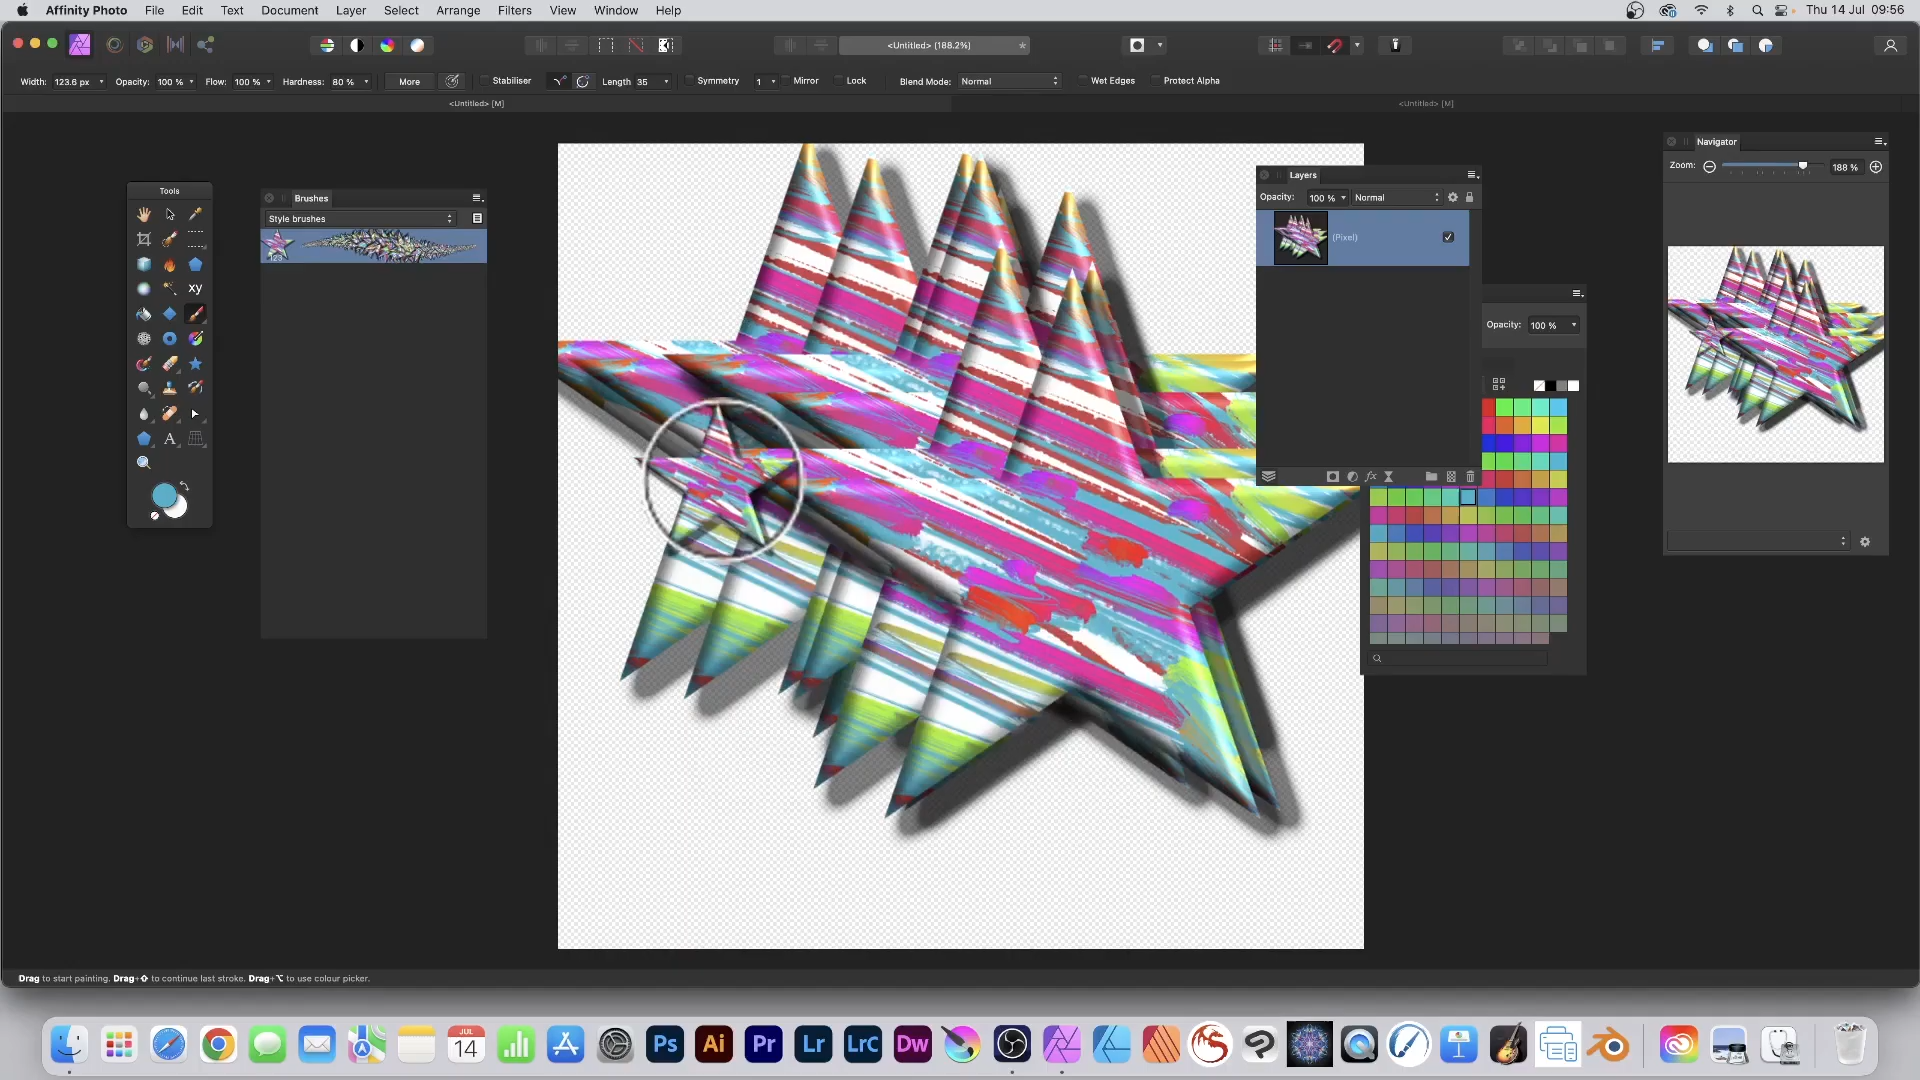 Affinity Photo File Edit Text Document Layer Select Arrange Filters View Window Help Thu 14 Jul 09:56
<Untitled> (188.2%)
Width: 123.6 px Opacity: 100 % Flow: 100 % Hardness: 80 % More Stabiliser Length 35 Symmetry 1 Mirror Lock Blend Mode: Normal Wet Edges Protect Alpha
<Untitled> [M] <Untitled> [M]
Tools
Brushes
Style brushes
123
Layers
Opacity: 100 % Normal
(Pixel)
Opacity: 100 %
Navigator
Zoom: 188 %
xy
A
Drag to start painting. Drag+⇧ to continue last stroke. Drag+⌥ to use colour picker.
JUL
14
Ps Ai Pr Lr LrC Dw